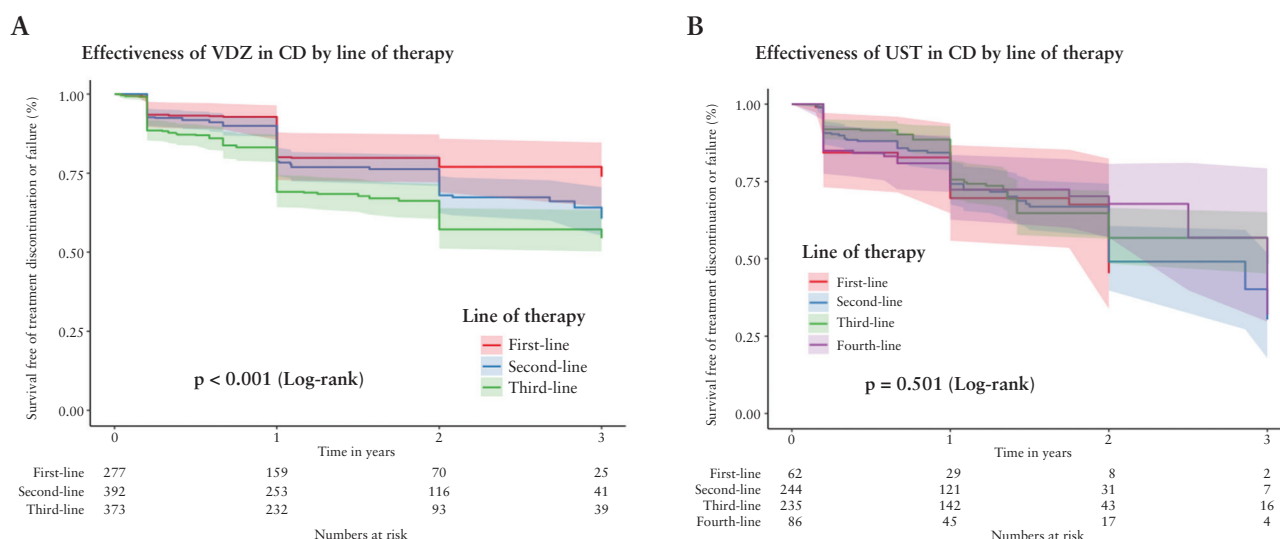 A
Effectiveness of VDZ in CD by line of therapy
Survival free of treatment discontinuation or failure (%)
1.00
0.75
0.50
0.25
0.00
Line of therapy
First-line
Second-line
Third-line
p < 0.001 (Log-rank)
0 1 2 3
Time in years
First-line 277 159 70 25
Second-line 392 253 116 41
Third-line 373 232 93 39
Numbers at risk
B
Effectiveness of UST in CD by line of therapy
Survival free of treatment discontinuation or failure (%)
1.00
0.75
0.50
0.25
0.00
Line of therapy
First-line
Second-line
Third-line
Fourth-line
p = 0.501 (Log-rank)
0 1 2 3
Time in years
First-line 62 29 8 2
Second-line 244 121 31 7
Third-line 235 142 43 16
Fourth-line 86 45 17 4
Numbers at risk